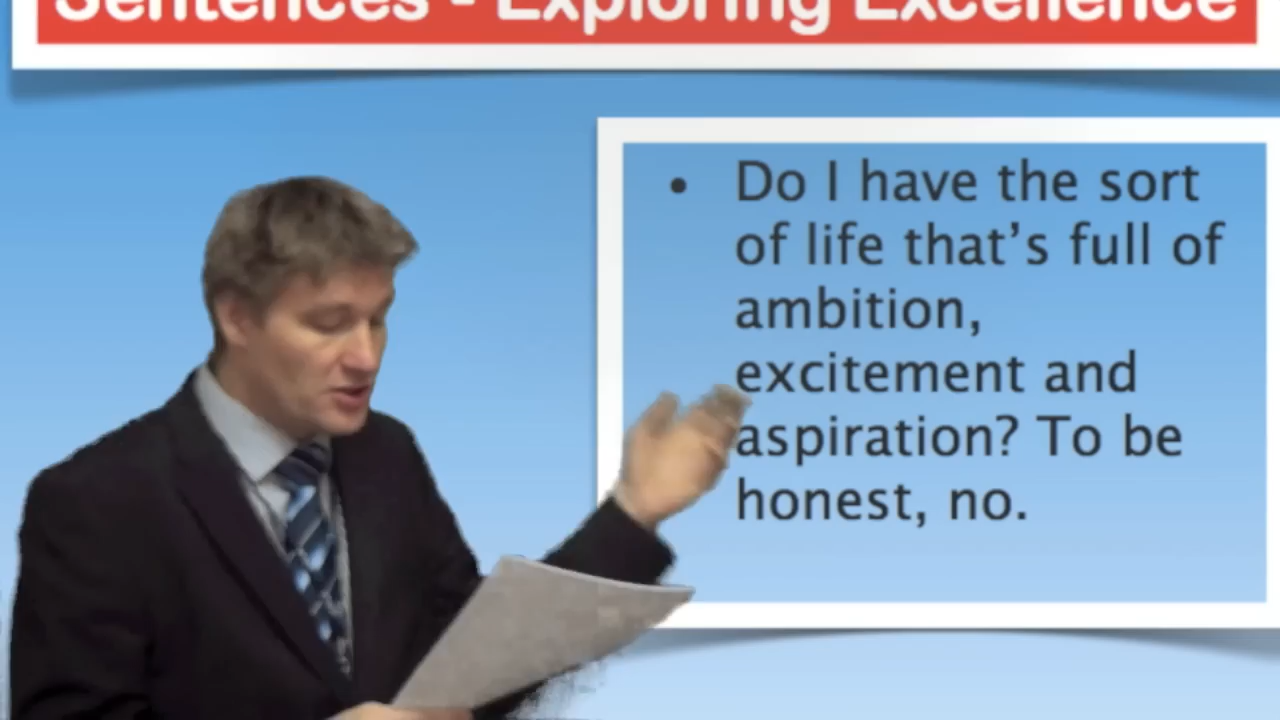 Sentences - Exploring Excellence
• Do I have the sort
of life that's full of
ambition,
excitement and
aspiration? To be
honest, no.